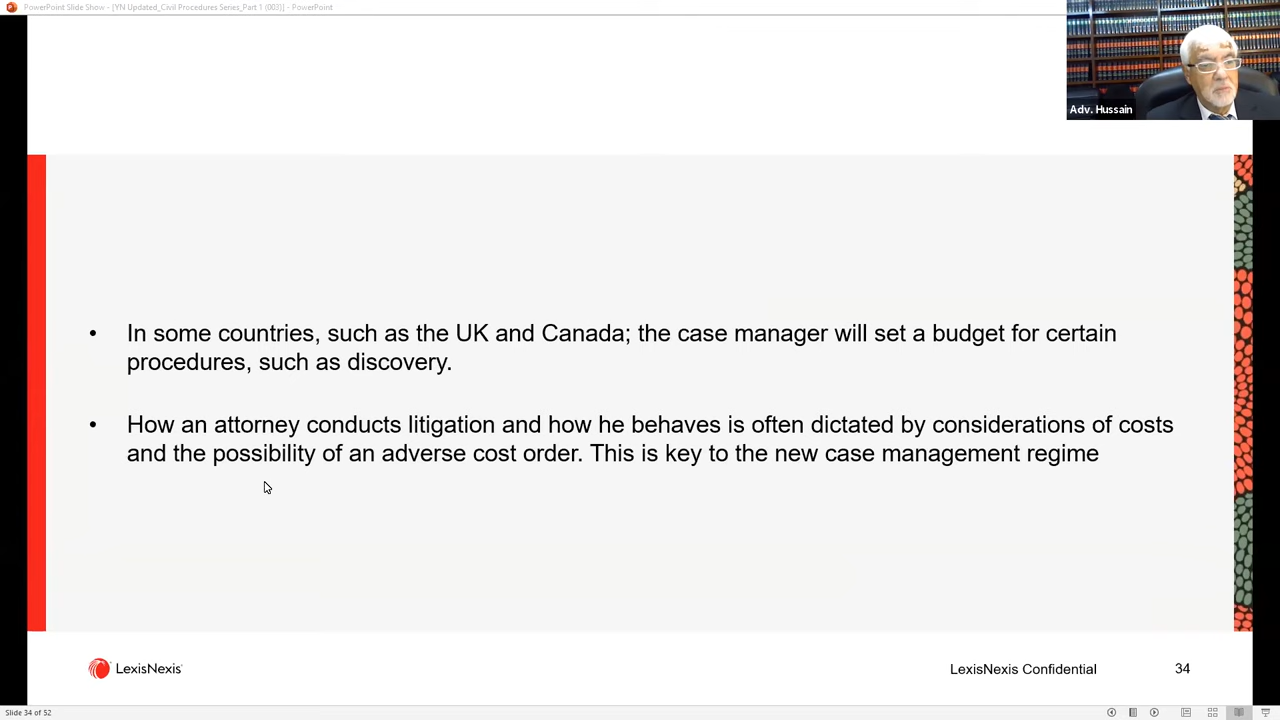 PowerPoint Slide Show - [YN Updated_Civil Procedures Series_Part 1 (003)] - PowerPoint
Adv. Hussain
• In some countries, such as the UK and Canada; the case manager will set a budget for certain
procedures, such as discovery.
• How an attorney conducts litigation and how he behaves is often dictated by considerations of costs
and the possibility of an adverse cost order. This is key to the new case management regime
LexisNexis
LexisNexis Confidential
34
Slide 34 of 52